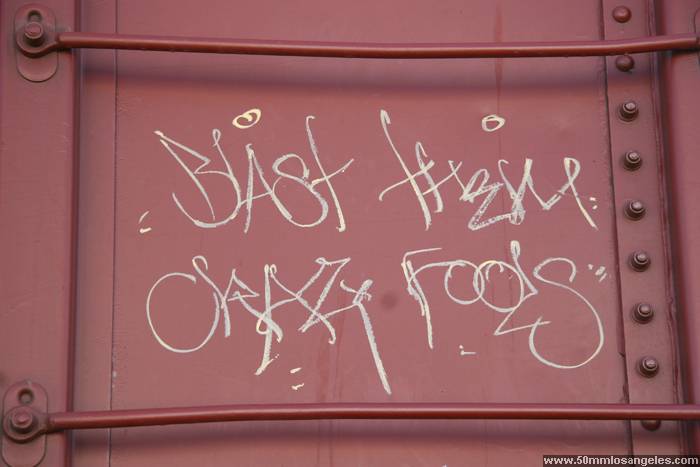 BlAST THEM
CRAZY FOOLS
www.50mmlosangeles.com